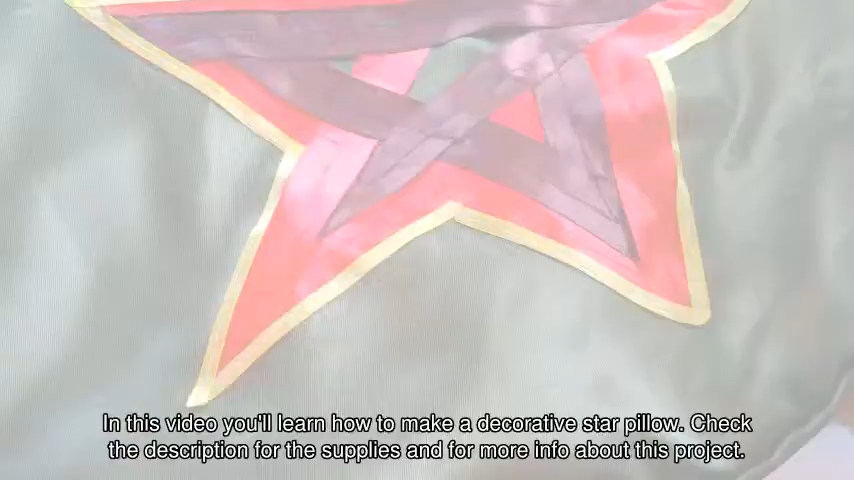 In this video you'll learn how to make a decorative star pillow. Check
the description for the supplies and for more info about this project.